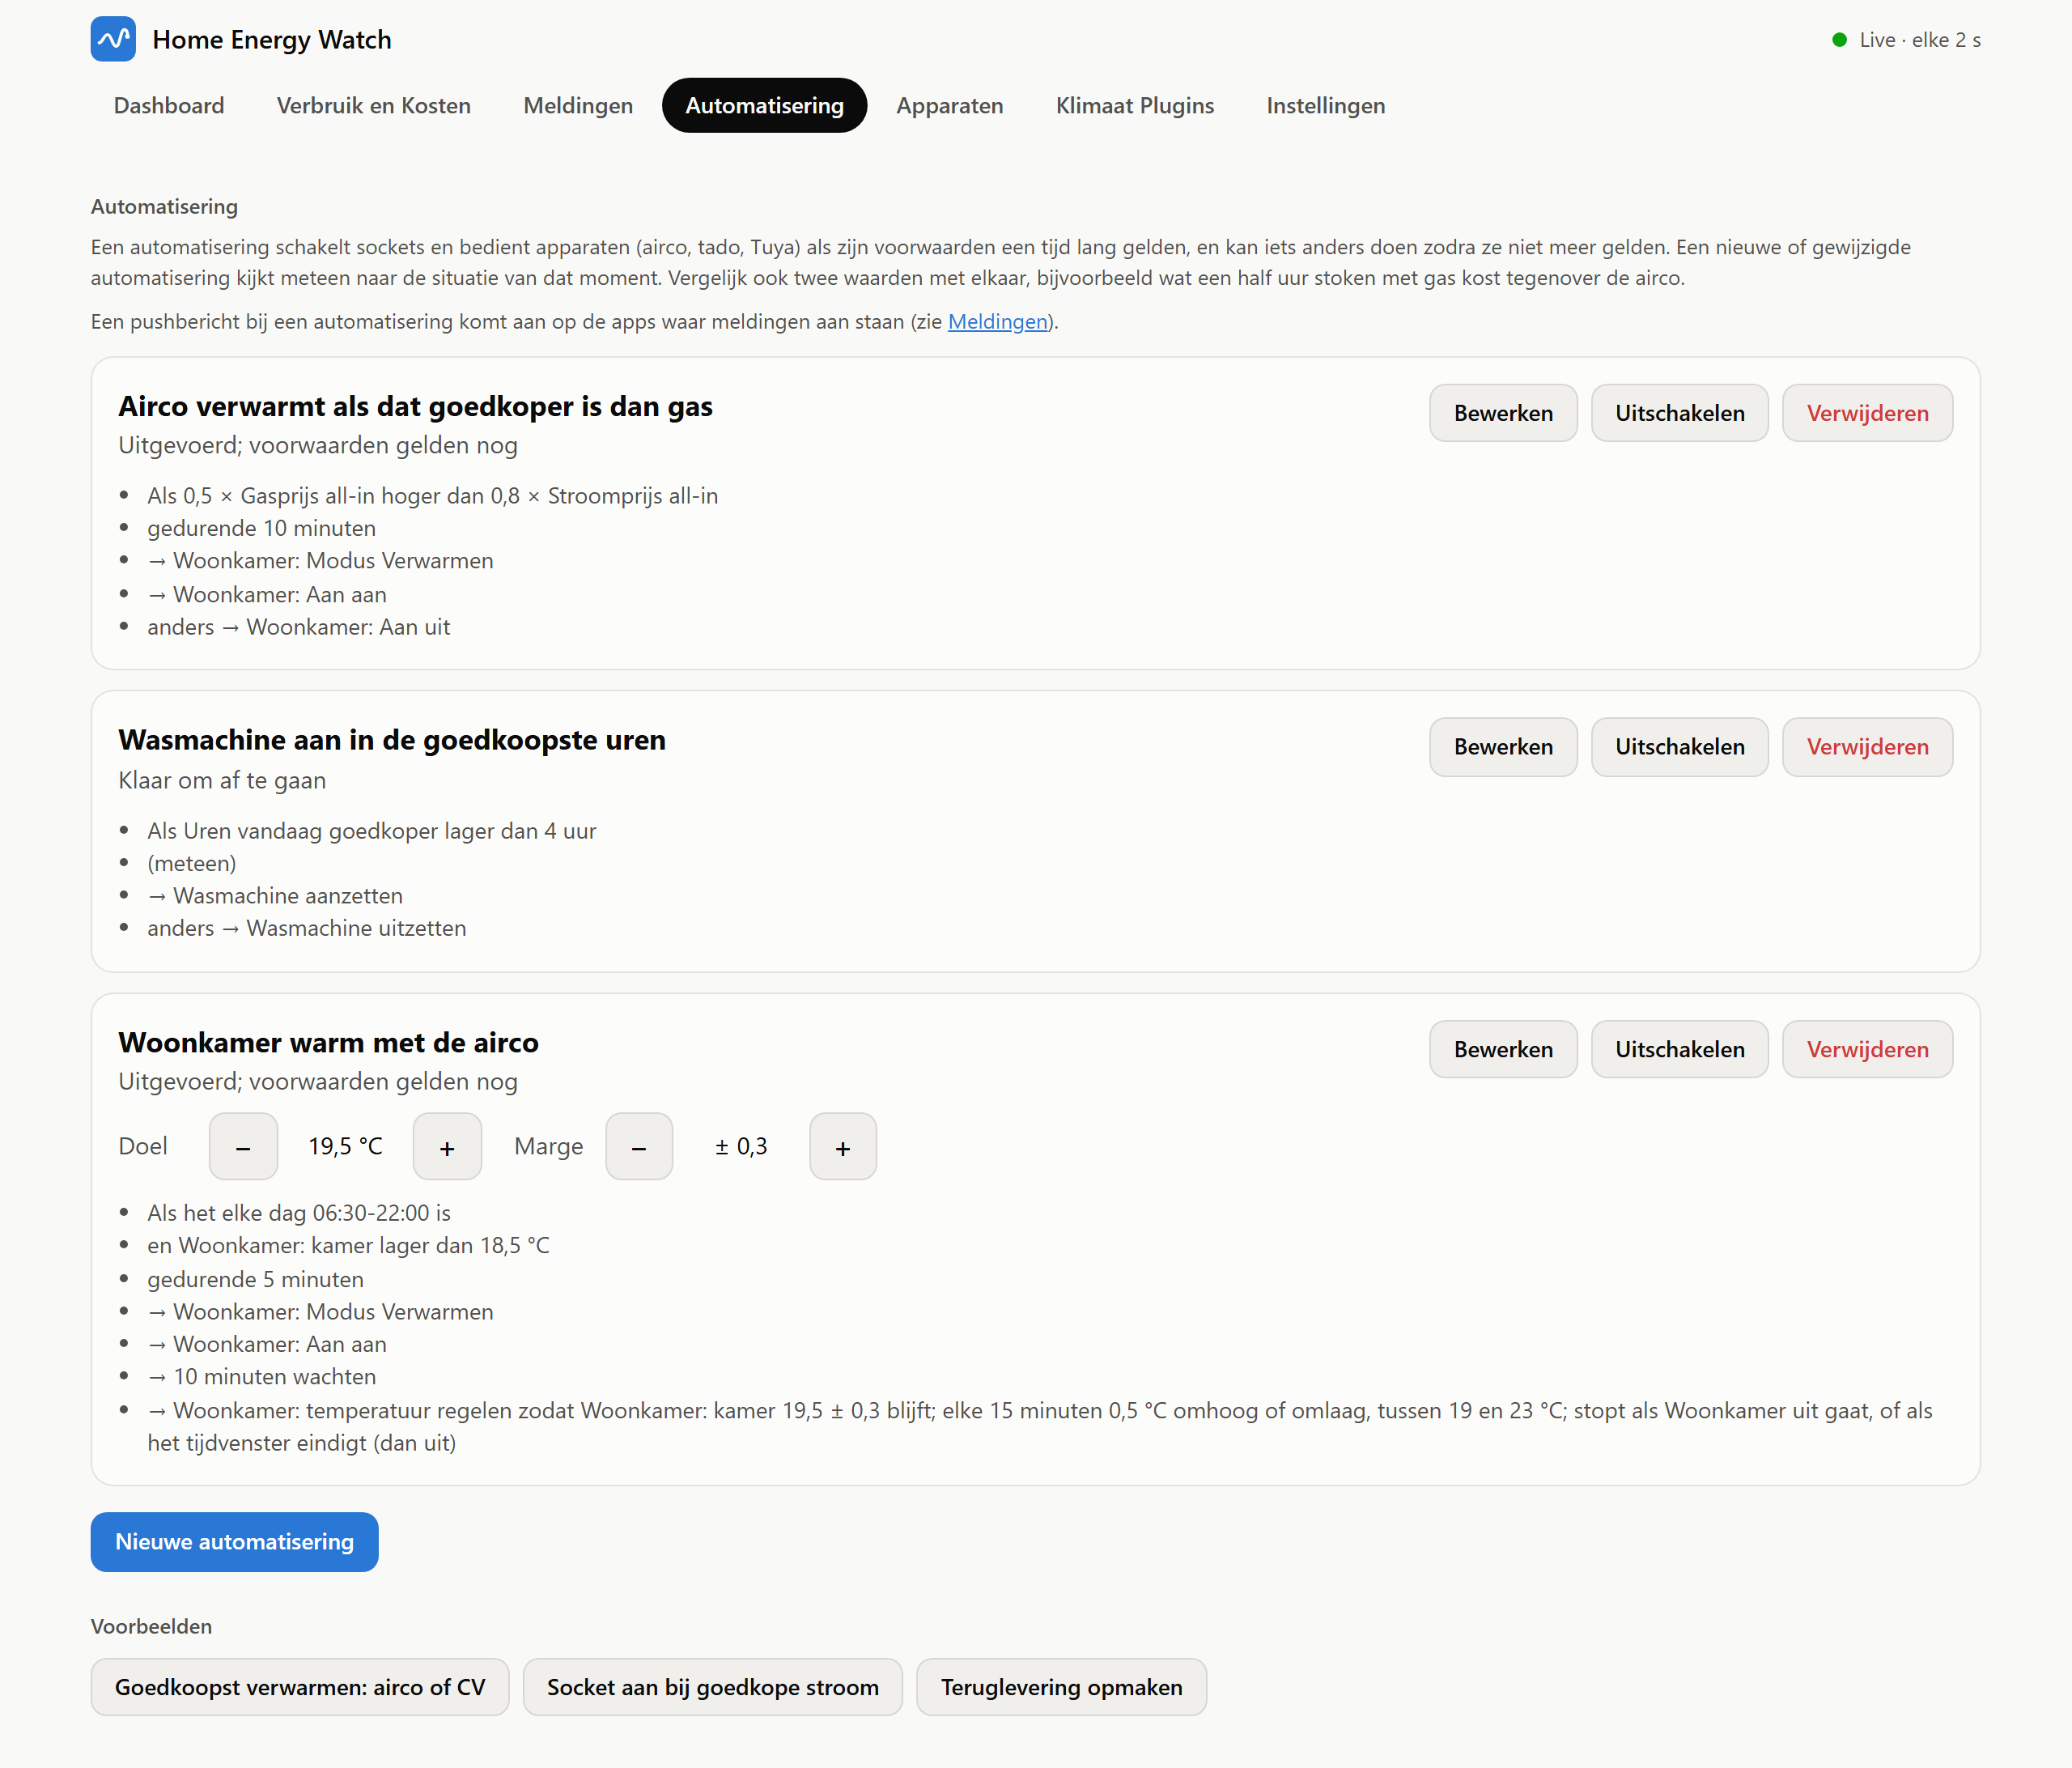 Home Energy Watch
Live · elke 2 s
Dashboard
Verbruik en Kosten
Meldingen
Automatisering
Apparaten
Klimaat Plugins
Instellingen
Automatisering
Een automatisering schakelt sockets en bedient apparaten (airco, tado, Tuya) als zijn voorwaarden een tijd lang gelden, en kan iets anders doen zodra ze niet meer gelden. Een nieuwe of gewijzigde
automatisering kijkt meteen naar de situatie van dat moment. Vergelijk ook twee waarden met elkaar, bijvoorbeeld wat een half uur stoken met gas kost tegenover de airco.
Een pushbericht bij een automatisering komt aan op de apps waar meldingen aan staan (zie Meldingen).
Airco verwarmt als dat goedkoper is dan gas
Bewerken
Uitschakelen
Verwijderen
Uitgevoerd; voorwaarden gelden nog
• Als 0,5 × Gasprijs all-in hoger dan 0,8 × Stroomprijs all-in
• gedurende 10 minuten
• → Woonkamer: Modus Verwarmen
• → Woonkamer: Aan aan
• anders → Woonkamer: Aan uit
Wasmachine aan in de goedkoopste uren
Bewerken
Uitschakelen
Verwijderen
Klaar om af te gaan
• Als Uren vandaag goedkoper lager dan 4 uur
• (meteen)
• → Wasmachine aanzetten
• anders → Wasmachine uitzetten
Woonkamer warm met de airco
Bewerken
Uitschakelen
Verwijderen
Uitgevoerd; voorwaarden gelden nog
Doel − 19,5 °C + Marge − ± 0,3 +
• Als het elke dag 06:30-22:00 is
• en Woonkamer: kamer lager dan 18,5 °C
• gedurende 5 minuten
• → Woonkamer: Modus Verwarmen
• → Woonkamer: Aan aan
• → 10 minuten wachten
• → Woonkamer: temperatuur regelen zodat Woonkamer: kamer 19,5 ± 0,3 blijft; elke 15 minuten 0,5 °C omhoog of omlaag, tussen 19 en 23 °C; stopt als Woonkamer uit gaat, of als
het tijdvenster eindigt (dan uit)
Nieuwe automatisering
Voorbeelden
Goedkoopst verwarmen: airco of CV
Socket aan bij goedkope stroom
Teruglevering opmaken